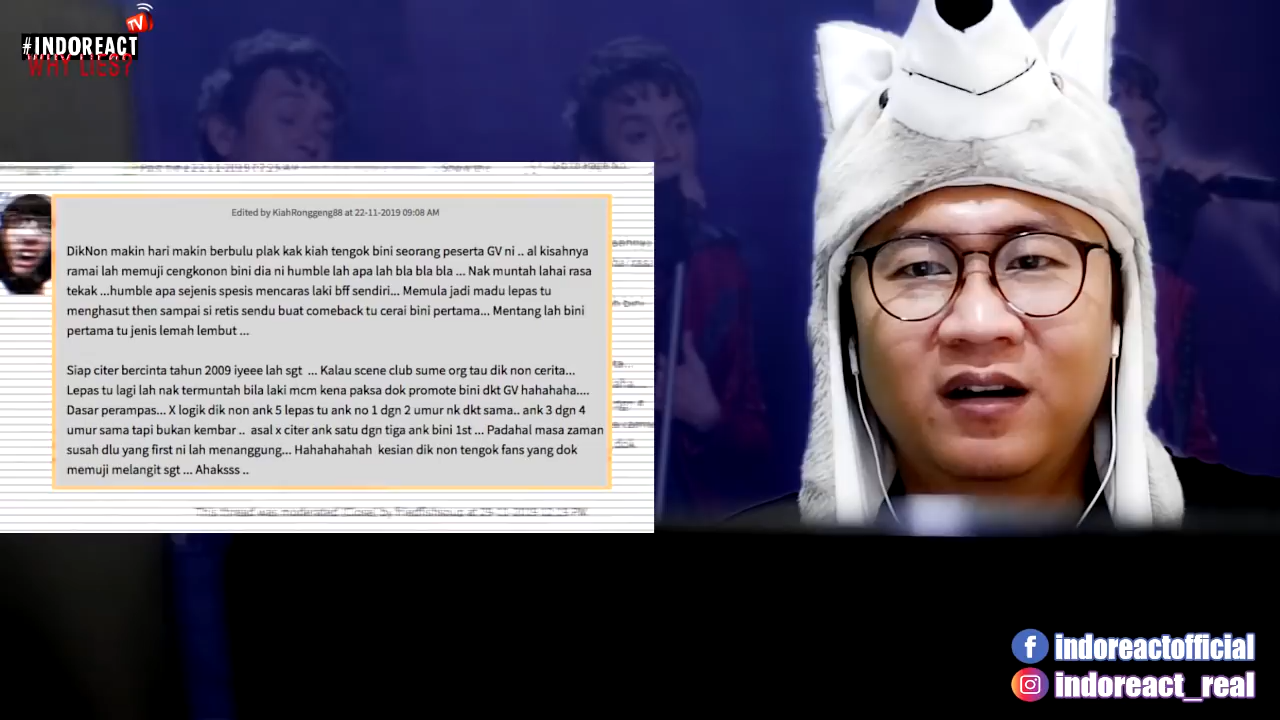 TV
#INDOREACT
WHY LIES?
Edited by KiahRonggeng88 at 22-11-2019 09:08 AM
DikNon makin hari makin berbulu plak kak kiah tengok bini seorang peserta GV ni .. al kisahnya
ramai lah memuji cengkonon bini dia ni humble lah apa lah bla bla bla ... Nak muntah lahai rasa
tekak ...humble apa sejenis spesis mencaras laki bff sendiri... Memula jadi madu lepas tu
menghasut then sampai si retis sendu buat comeback tu cerai bini pertama... Mentang lah bini
pertama tu jenis lemah lembut ...
Siap citer bercinta tahun 2009 iyeee lah sgt ... Kalau scene club sume org tau dik non cerita...
Lepas tu lagi lah nak termuntah bila laki mcm kena paksa dok promote bini dkt GV hahahaha....
Dasar perampas... X logik dik non ank 5 lepas tu ank no 1 dgn 2 umur nk dkt sama.. ank 3 dgn 4
umur sama tapi bukan kembar .. asal x citer ank satu dgn tiga ank bini 1st ... Padahal masa zaman
susah dlu yang first ni lah menanggung... Hahahahahah kesian dik non tengok fans yang dok
memuji melangit sgt ... Ahaksss ..
indoreactofficial
indoreact_real